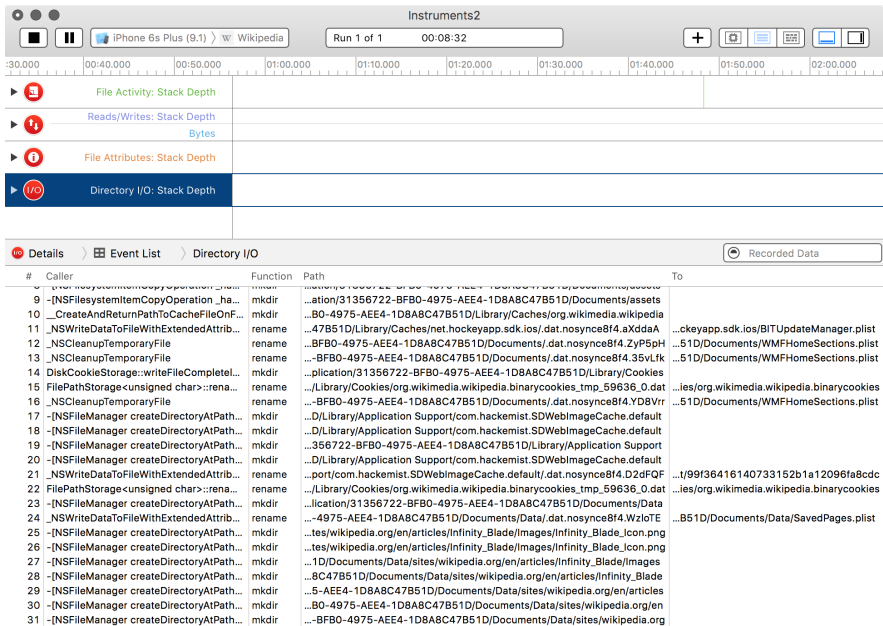 Instruments2
iPhone 6s Plus (9.1) Wikipedia Run 1 of 1 00:08:32
:30.000 00:40.000 00:50.000 01:00.000 01:10.000 01:20.000 01:30.000 01:40.000 01:50.000 02:00.000
File Activity: Stack Depth
Reads/Writes: Stack Depth
Bytes
File Attributes: Stack Depth
I/O Directory I/O: Stack Depth
I/O Details Event List Directory I/O Recorded Data
# Caller Function Path To
8 -[NSFilesystemItemCopyOperation _ha... mkdir ...ation/31356722-BFB0-4975-AEE4-1D8A8C47B51D/Documents/assets
9 -[NSFilesystemItemCopyOperation _ha... mkdir ...ation/31356722-BFB0-4975-AEE4-1D8A8C47B51D/Documents/assets
10 __CreateAndReturnPathToCacheFileOnF... mkdir ...B0-4975-AEE4-1D8A8C47B51D/Library/Caches/org.wikimedia.wikipedia
11 _NSWriteDataToFileWithExtendedAttrib... rename ...47B51D/Library/Caches/net.hockeyapp.sdk.ios/.dat.nosync8f4.aXddaA ...ckeyapp.sdk.ios/BITUpdateManager.plist
12 _NSCleanupTemporaryFile rename ...BFB0-4975-AEE4-1D8A8C47B51D/Documents/.dat.nosync8f4.ZyP5pH ...51D/Documents/WMFHomeSections.plist
13 _NSCleanupTemporaryFile rename ...-BFB0-4975-AEE4-1D8A8C47B51D/Documents/.dat.nosync8f4.35vLfk ...51D/Documents/WMFHomeSections.plist
14 DiskCookieStorage::writeFileCompleteI... mkdir ...plication/31356722-BFB0-4975-AEE4-1D8A8C47B51D/Library/Cookies
15 FilePathStorage<unsigned char>::rena... rename .../Library/Cookies/org.wikimedia.wikipedia.binarycookies_tmp_59636_0.dat ...ies/org.wikimedia.wikipedia.binarycookies
16 _NSCleanupTemporaryFile rename ...-BFB0-4975-AEE4-1D8A8C47B51D/Documents/.dat.nosync8f4.YD8Vrr ...51D/Documents/WMFHomeSections.plist
17 -[NSFileManager createDirectoryAtPath... mkdir ...D/Library/Application Support/com.hackemist.SDWebImageCache.default
18 -[NSFileManager createDirectoryAtPath... mkdir ...D/Library/Application Support/com.hackemist.SDWebImageCache.default
19 -[NSFileManager createDirectoryAtPath... mkdir ...356722-BFB0-4975-AEE4-1D8A8C47B51D/Library/Application Support
20 -[NSFileManager createDirectoryAtPath... mkdir ...D/Library/Application Support/com.hackemist.SDWebImageCache.default
21 _NSWriteDataToFileWithExtendedAttrib... rename ...port/com.hackemist.SDWebImageCache.default/.dat.nosync8f4.D2dFQF ...t/99f36416140733152b1a12096fa8cdc
22 FilePathStorage<unsigned char>::rena... rename .../Library/Cookies/org.wikimedia.wikipedia.binarycookies_tmp_59636_0.dat ...ies/org.wikimedia.wikipedia.binarycookies
23 -[NSFileManager createDirectoryAtPath... mkdir ...lication/31356722-BFB0-4975-AEE4-1D8A8C47B51D/Documents/Data
24 _NSWriteDataToFileWithExtendedAttrib... rename ...-4975-AEE4-1D8A8C47B51D/Documents/Data/.dat.nosync8f4.WzloTE ...B51D/Documents/Data/SavedPages.plist
25 -[NSFileManager createDirectoryAtPath... mkdir ...tes/wikipedia.org/en/articles/Infinity_Blade/Images/Infinity_Blade_Icon.png
26 -[NSFileManager createDirectoryAtPath... mkdir ...tes/wikipedia.org/en/articles/Infinity_Blade/Images/Infinity_Blade_Icon.png
27 -[NSFileManager createDirectoryAtPath... mkdir ...1D/Documents/Data/sites/wikipedia.org/en/articles/Infinity_Blade/Images
28 -[NSFileManager createDirectoryAtPath... mkdir ...8C47B51D/Documents/Data/sites/wikipedia.org/en/articles/Infinity_Blade
29 -[NSFileManager createDirectoryAtPath... mkdir ...5-AEE4-1D8A8C47B51D/Documents/Data/sites/wikipedia.org/en/articles
30 -[NSFileManager createDirectoryAtPath... mkdir ...B0-4975-AEE4-1D8A8C47B51D/Documents/Data/sites/wikipedia.org/en
31 -[NSFileManager createDirectoryAtPath... mkdir ...-BFB0-4975-AEE4-1D8A8C47B51D/Documents/Data/sites/wikipedia.org